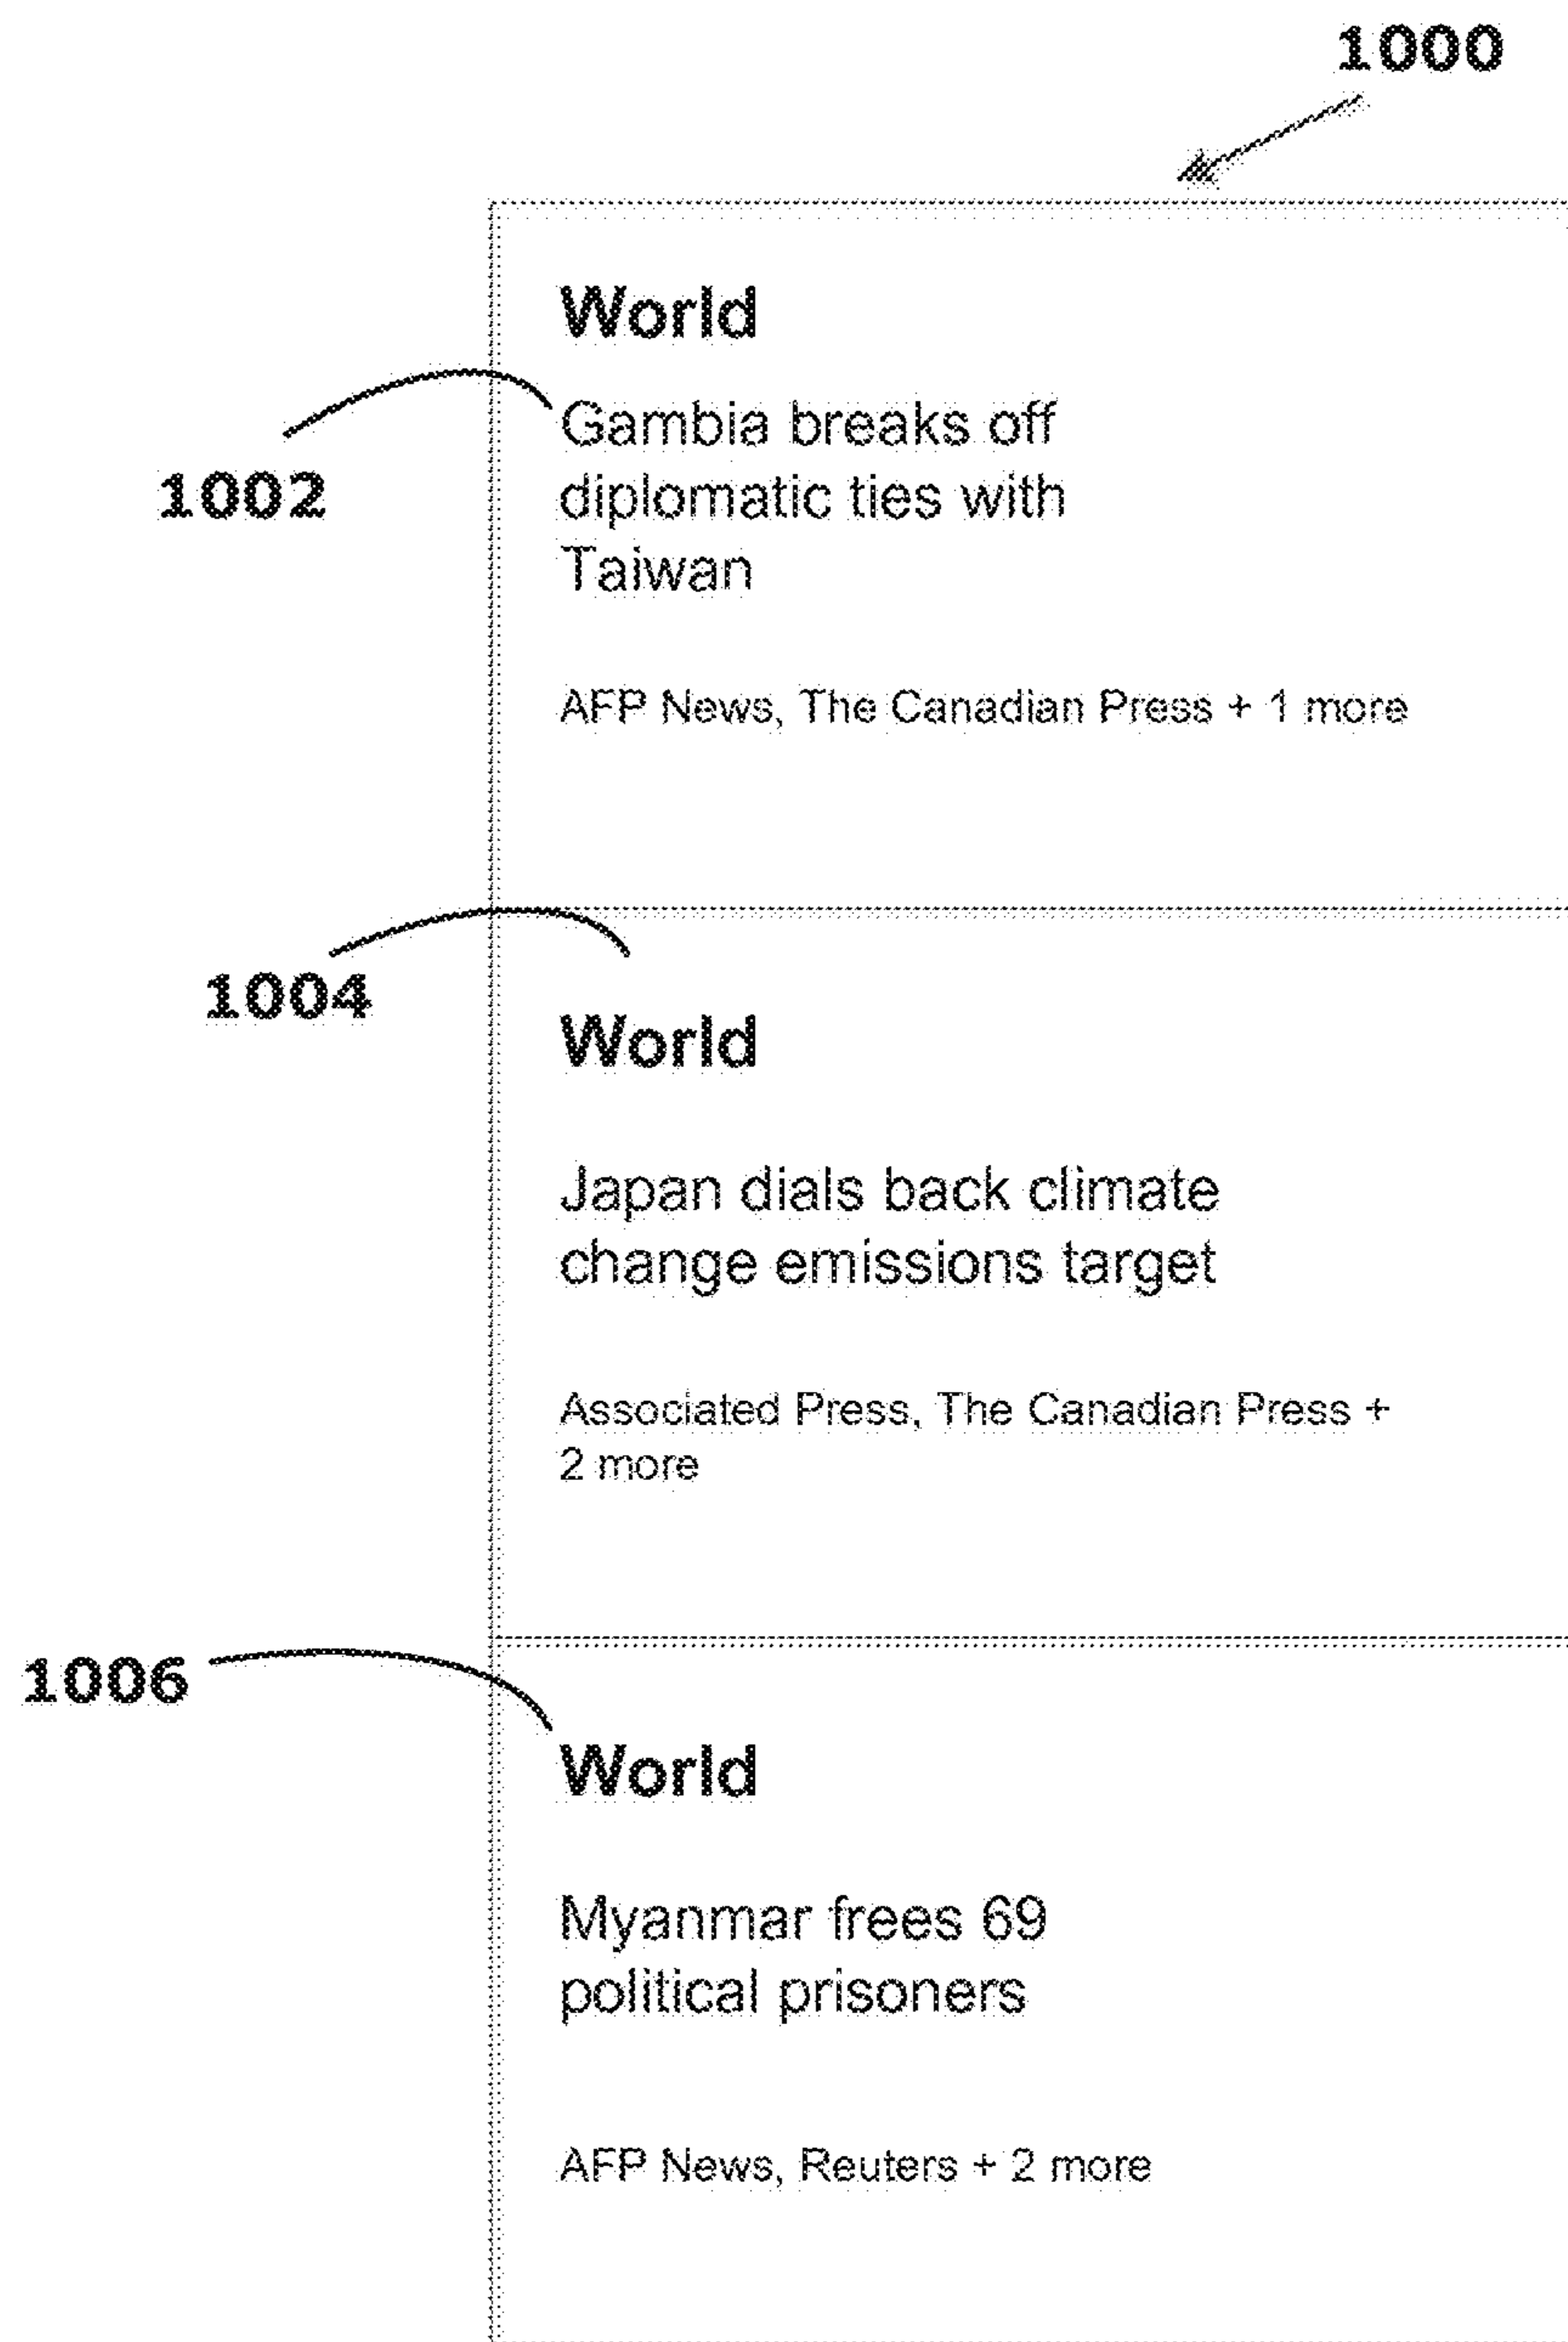 1000
World
1002
Gambia breaks off
diplomatic ties with
Taiwan
AFP News, The Canadian Press + 1 more
1004
World
Japan dials back climate
change emissions target
Associated Press, The Canadian Press +
2 more
1006
World
Myanmar frees 69
political prisoners
AFP News, Reuters + 2 more